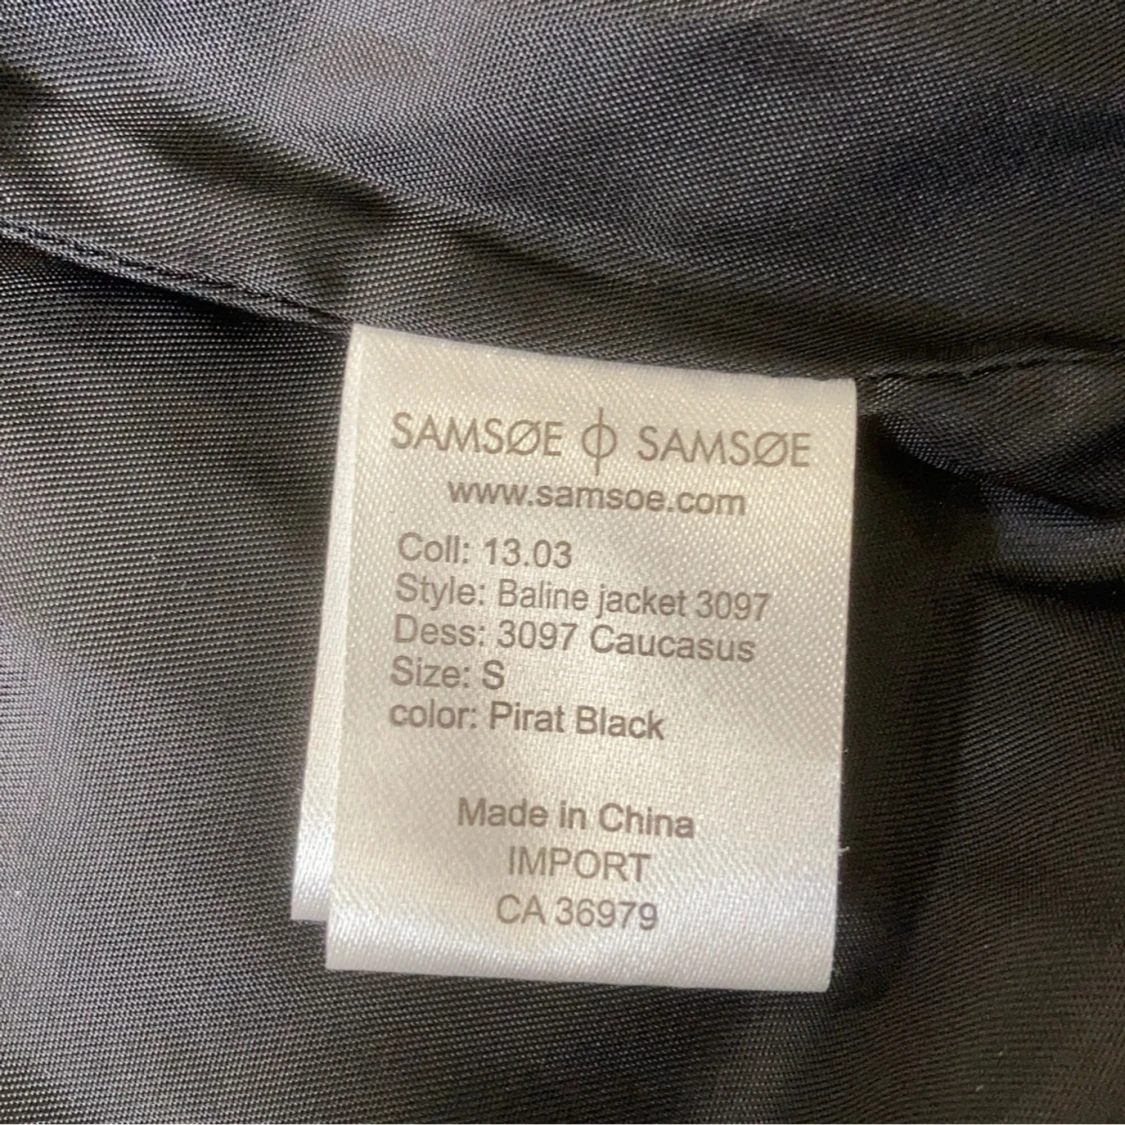 SAMSØE ϕ SAMSØE
www.samsoe.com
Coll: 13.03
Style: Baline jacket 3097
Dess: 3097 Caucasus
Size: S
color: Pirat Black
Made in China
IMPORT
CA 36979